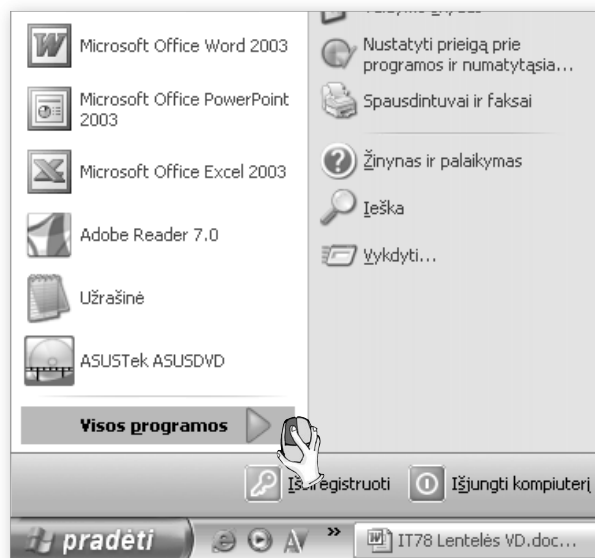 Microsoft Office Word 2003
Microsoft Office PowerPoint
2003
Microsoft Office Excel 2003
Adobe Reader 7.0
Užrašinė
ASUSTek ASUSDVD
Visos programos
Nustatyti prieigą prie
programos ir numatytąsia...
Spausdintuvai ir faksai
Žinynas ir palaikymas
Ieška
Vykdyti...
Išsiregistruoti
Išjungti kompiuterį
pradėti
»
IT78 Lentelės VD.doc...